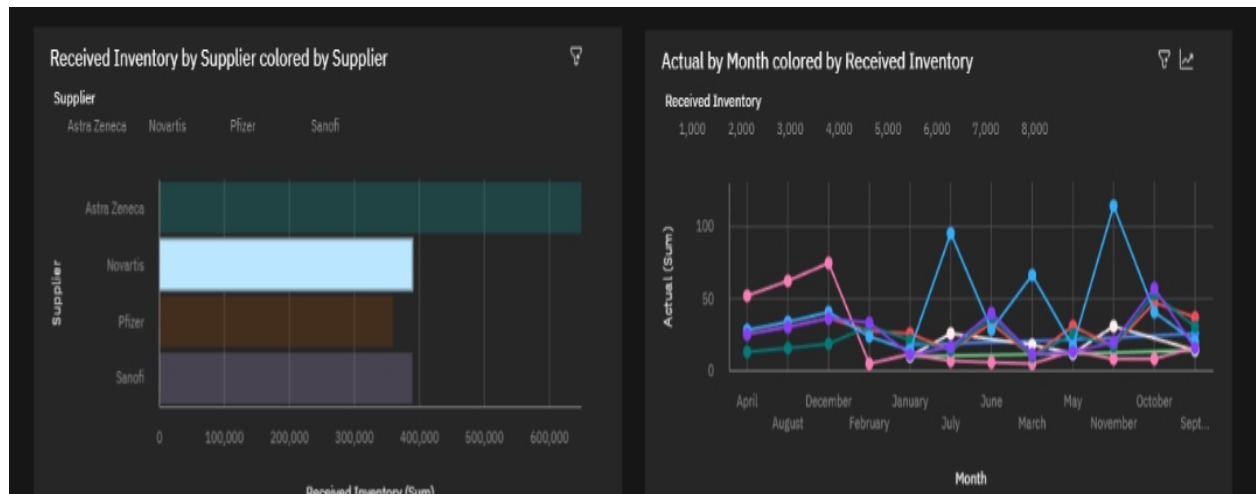 Received Inventory by Supplier colored by Supplier
Supplier
Astra Zeneca Novartis Pfizer Sanofi
Supplier
Astra Zeneca
Novartis
Pfizer
Sanofi
0 100,000 200,000 300,000 400,000 500,000 600,000
Received Inventory (Sum)
Actual by Month colored by Received Inventory
Received Inventory
1,000 2,000 3,000 4,000 5,000 6,000 7,000 8,000
Actual (Sum)
100
50
0
April December January June May October
August February July March November Sept...
Month